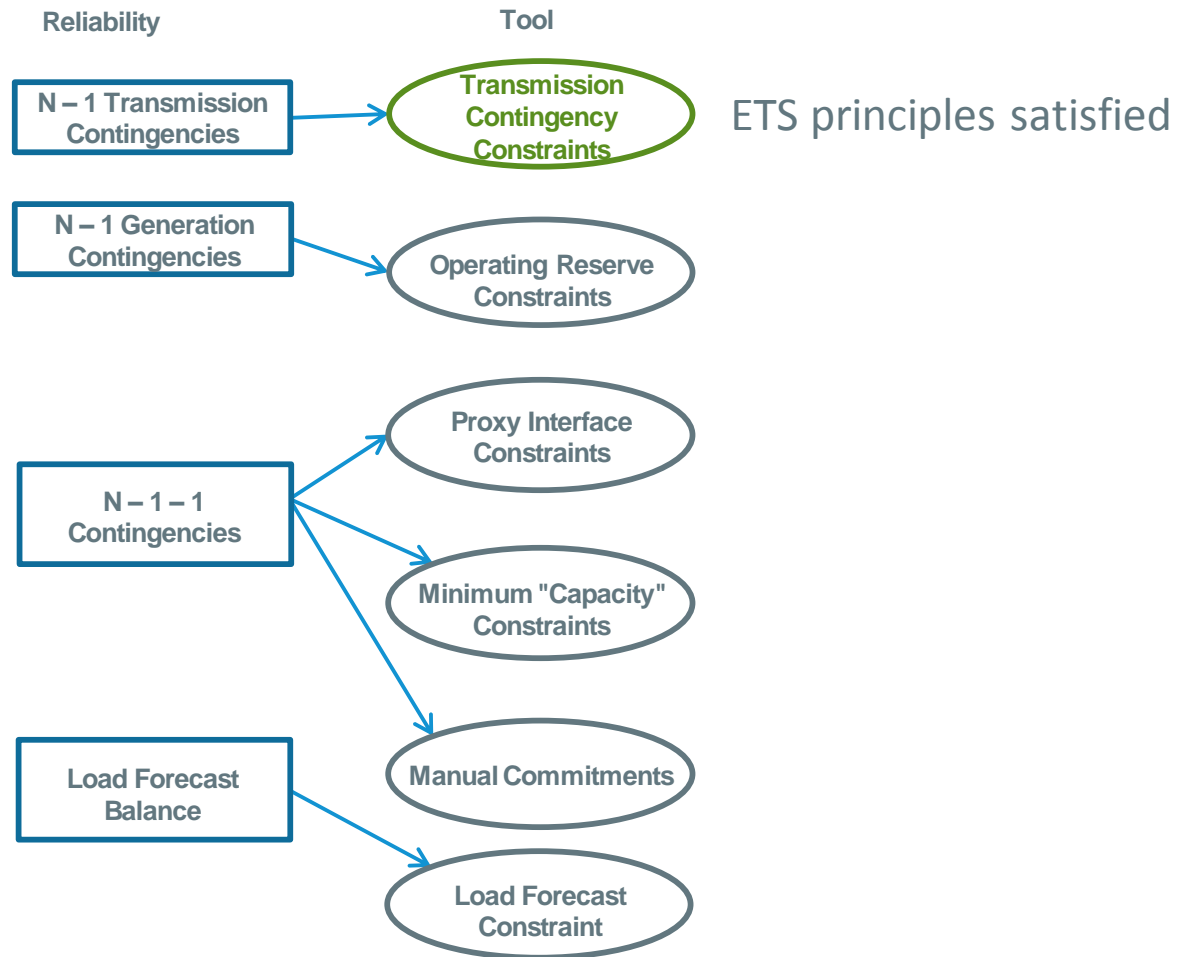 Reliability
Tool
N – 1 Transmission
Contingencies
Transmission
Contingency
Constraints
ETS principles satisfied
N – 1 Generation
Contingencies
Operating Reserve
Constraints
Proxy Interface
Constraints
N – 1 – 1
Contingencies
Minimum "Capacity"
Constraints
Manual Commitments
Load Forecast
Balance
Load Forecast
Constraint